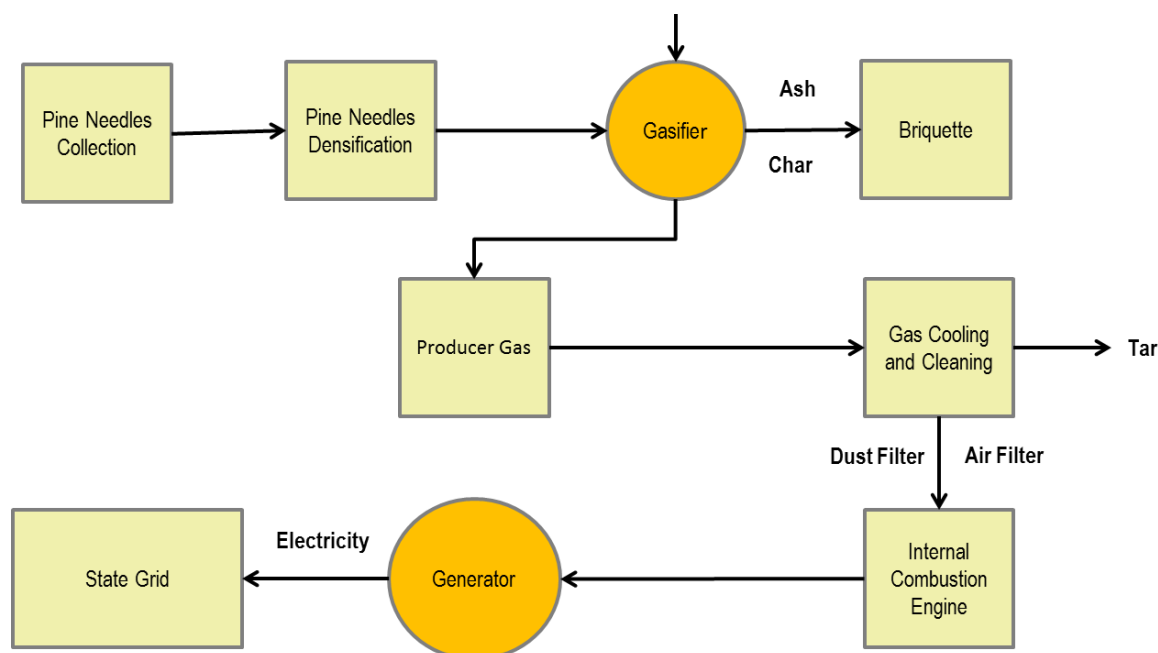 Pine Needles
Collection
Pine Needles
Densification
Gasifier
Ash
Char
Briquette
Producer Gas
Gas Cooling
and Cleaning
Tar
Dust Filter
Air Filter
State Grid
Electricity
Generator
Internal
Combustion
Engine